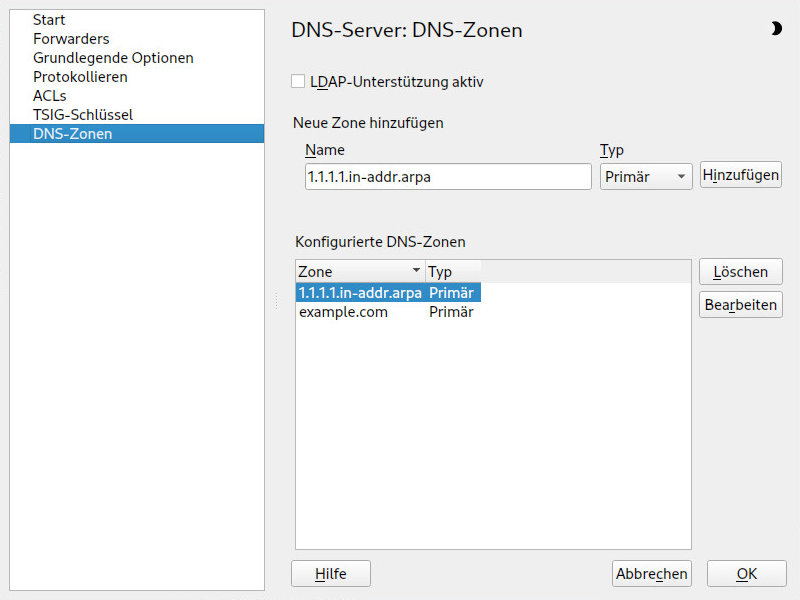 Start
Forwarders
Grundlegende Optionen
Protokollieren
ACLs
TSIG-Schlüssel
DNS-Zonen
DNS-Server: DNS-Zonen
LDAP-Unterstützung aktiv
Neue Zone hinzufügen
Name Typ
1.1.1.1.in-addr.arpa Primär Hinzufügen
Konfigurierte DNS-Zonen
Zone Typ
1.1.1.1.in-addr.arpa Primär
example.com Primär
Löschen
Bearbeiten
Hilfe Abbrechen OK